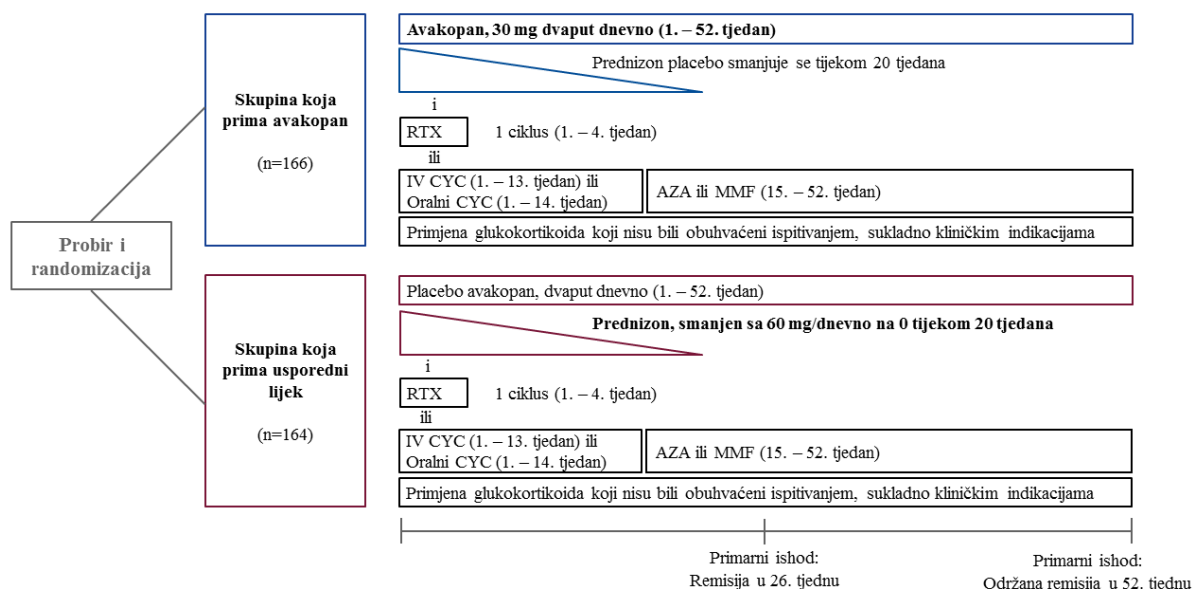 Probir i
randomizacija
Skupina koja
prima avakopan
(n=166)
Avakopan, 30 mg dvaput dnevno (1. – 52. tjedan)
Prednizon placebo smanjuje se tijekom 20 tjedana
i
RTX
1 ciklus (1. – 4. tjedan)
ili
IV CYC (1. – 13. tjedan) ili
Oralni CYC (1. – 14. tjedan)
AZA ili MMF (15. – 52. tjedan)
Primjena glukokortikoida koji nisu bili obuhvaćeni ispitivanjem, sukladno kliničkim indikacijama
Skupina koja
prima usporedni
lijek
(n=164)
Placebo avakopan, dvaput dnevno (1. – 52. tjedan)
Prednizon, smanjen sa 60 mg/dnevno na 0 tijekom 20 tjedana
i
RTX
1 ciklus (1. – 4. tjedan)
ili
IV CYC (1. – 13. tjedan) ili
Oralni CYC (1. – 14. tjedan)
AZA ili MMF (15. – 52. tjedan)
Primjena glukokortikoida koji nisu bili obuhvaćeni ispitivanjem, sukladno kliničkim indikacijama
Primarni ishod:
Remisija u 26. tjednu
Primarni ishod:
Održana remisija u 52. tjednu